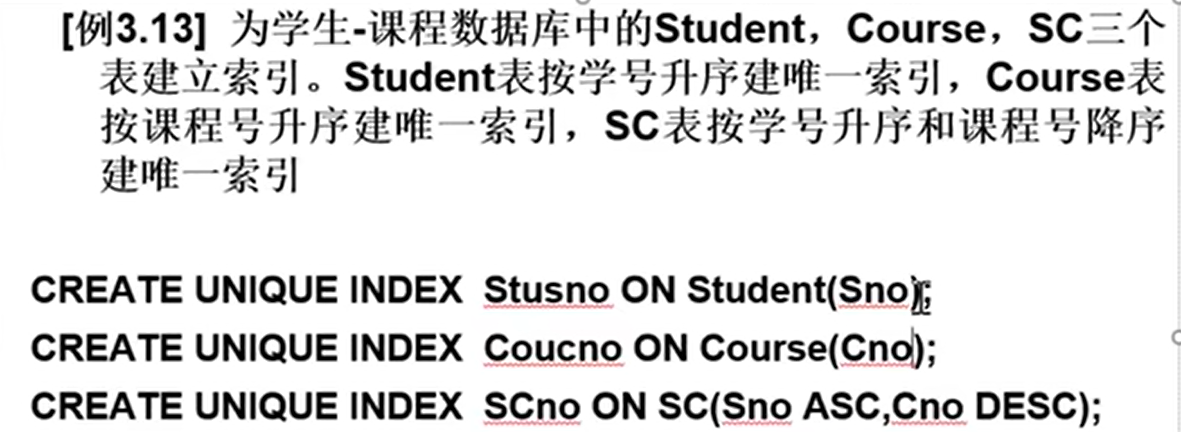 [例3.13] 为学生-课程数据库中的Student，Course，SC三个
表建立索引。Student表按学号升序建唯一索引，Course表
按课程号升序建唯一索引，SC表按学号升序和课程号降序
建唯一索引
CREATE UNIQUE INDEX Stusno ON Student(Sno);
CREATE UNIQUE INDEX Coucno ON Course(Cno);
CREATE UNIQUE INDEX SCno ON SC(Sno ASC,Cno DESC);